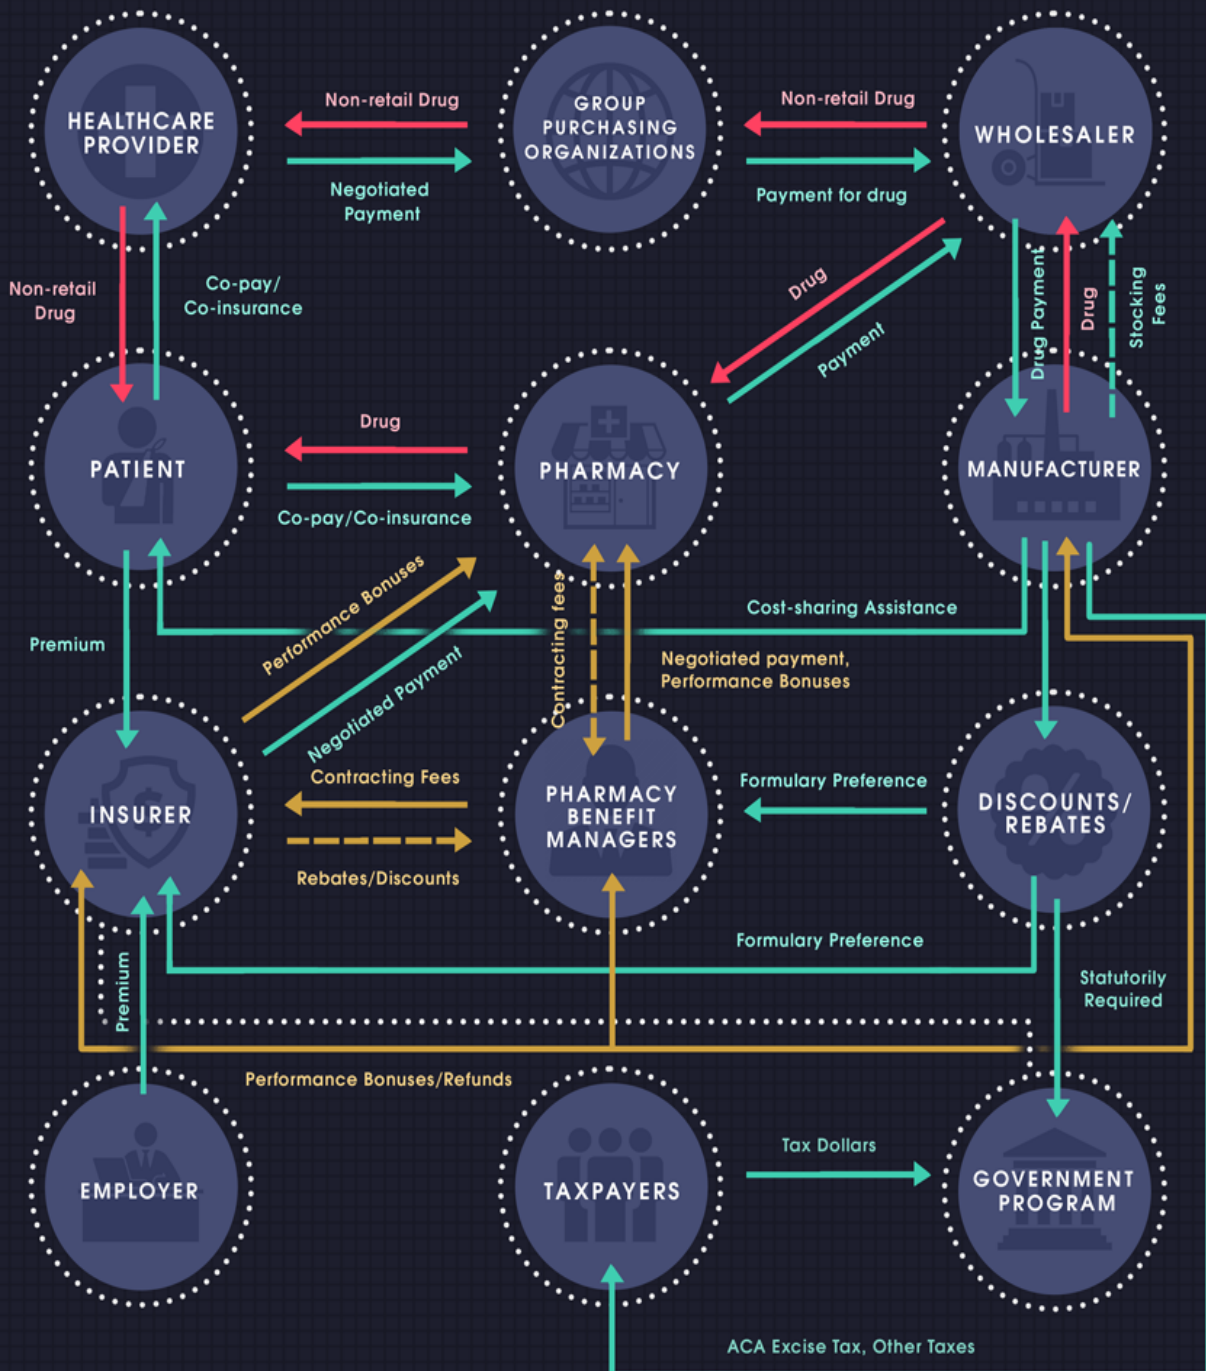 Non-retail Drug
Non-retail Drug
HEALTHCARE
PROVIDER
GROUP
PURCHASING
ORGANIZATIONS
WHOLESALER
Negotiated
Payment
Payment for drug
Non-retail
Drug
Co-pay/
Co-insurance
Drug
Payment
Drug Payment
Drug
Stocking
Fees
Drug
PATIENT
PHARMACY
MANUFACTURER
Co-pay/Co-insurance
Premium
Performance Bonuses
Negotiated Payment
Contracting fees
Cost-sharing Assistance
Negotiated payment,
Performance Bonuses
Contracting Fees
Formulary Preference
INSURER
PHARMACY
BENEFIT
MANAGERS
DISCOUNTS/
REBATES
Rebates/Discounts
Formulary Preference
Premium
Statutorily
Required
Performance Bonuses/Refunds
Tax Dollars
EMPLOYER
TAXPAYERS
GOVERNMENT
PROGRAM
ACA Excise Tax, Other Taxes